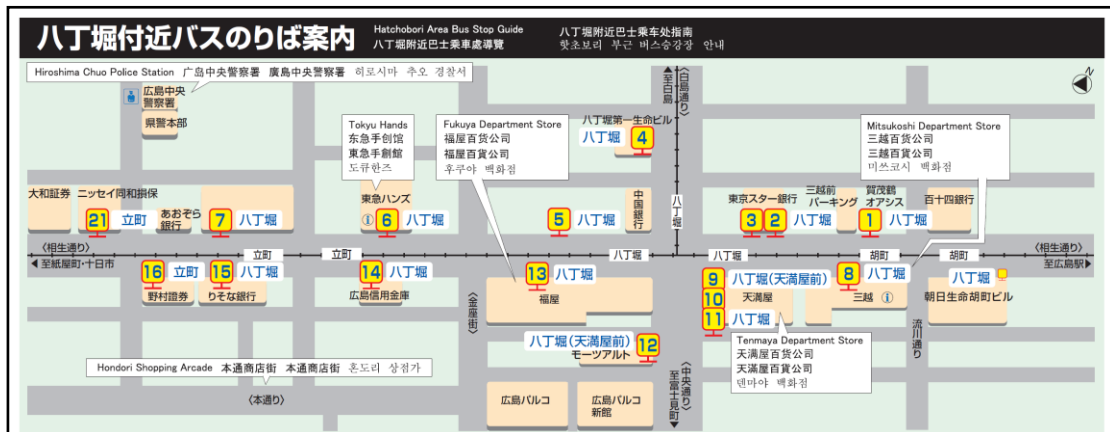 八丁堀付近バスのりば案内
Hatchobori Area Bus Stop Guide
八丁堀附近巴士乘車處導覽
八丁堀附近巴士乘车处指南
핫초보리 부근 버스승강장 안내
Hiroshima Chuo Police Station 广岛中央警察署 廣島中央警察署 히로시마 추오 경찰서
広島中央
警察署
県警本部
▲至白島
〈白島通り〉
Tokyu Hands
东急手创馆
東急手創館
도큐한즈
Fukuya Department Store
福屋百货公司
福屋百貨公司
후쿠야 백화점
八丁堀第一生命ビル
八丁堀 4
Mitsukoshi Department Store
三越百货公司
三越百貨公司
미쓰코시 백화점
大和証券
ニッセイ同和損保
21 立町
あおぞら
銀行
7 八丁堀
東急ハンズ
6 八丁堀
5 八丁堀
中国銀行
八丁堀
東京スター銀行
3 2 八丁堀
三越前
パーキング
賀茂鶴
オアシス
1 八丁堀
百十四銀行
〈相生通り〉
◀至紙屋町・十日市
立町
立町
八丁堀
八丁堀
胡町
胡町
〈相生通り〉
至広島駅▶
16 立町
野村證券
15 八丁堀
りそな銀行
14 八丁堀
広島信用金庫
〈金座街〉
13 八丁堀
福屋
9 八丁堀(天満屋前)
10 天満屋
11 八丁堀
8 八丁堀
三越
流川通り
八丁堀
朝日生命胡町ビル
八丁堀(天満屋前) 12
モーツアルト
Tenmaya Department Store
天満屋百货公司
天滿屋百貨公司
덴마야 백화점
Hondori Shopping Arcade 本通商店街 本通商店街 혼도리 상점가
〈本通り〉
広島パルコ
広島パルコ
新館
〈中央通り〉
至富士見町▼